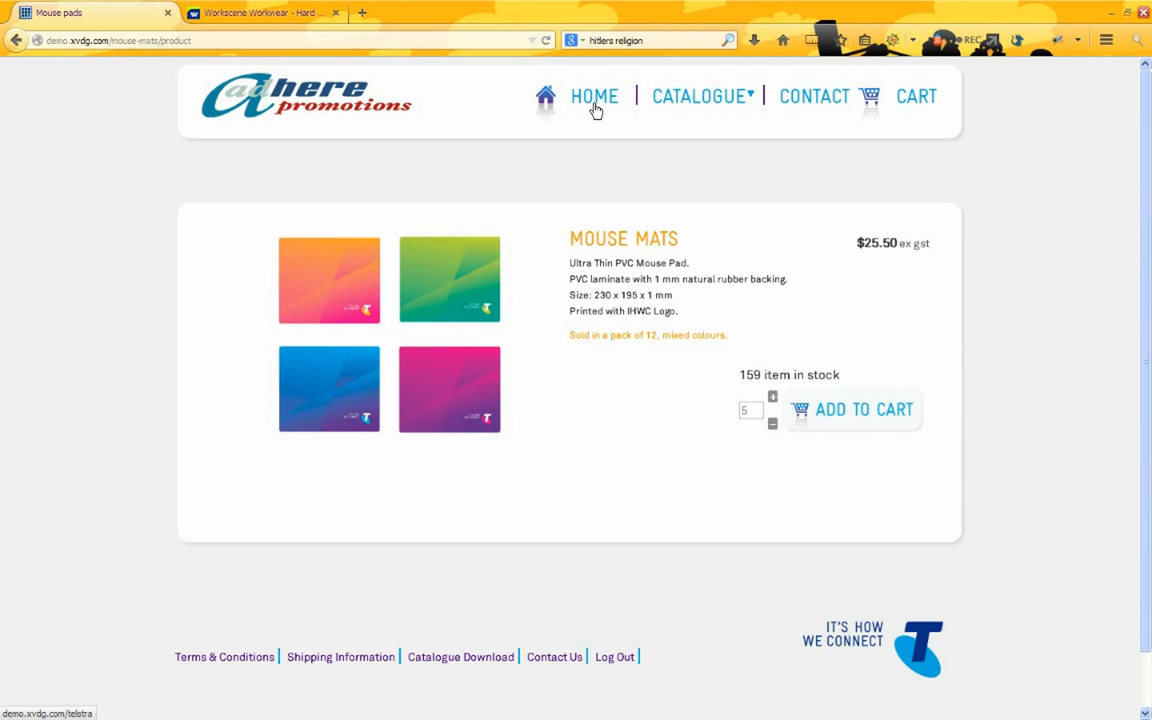 Mouse pads
Workscene Workwear - Hard ...
demo.xvdg.com/mouse-mats/product
hitlers religion
REC
adhere
promotions
HOME
CATALOGUE
CONTACT
CART
MOUSE MATS
$25.50 ex gst
Ultra Thin PVC Mouse Pad.
PVC laminate with 1 mm natural rubber backing.
Size: 230 x 195 x 1 mm
Printed with IHWC Logo.
Sold in a pack of 12, mixed colours.
159 item in stock
5
ADD TO CART
IT'S HOW
WE CONNECT
T
Terms & Conditions
Shipping Information
Catalogue Download
Contact Us
Log Out
demo.xvdg.com/telstra